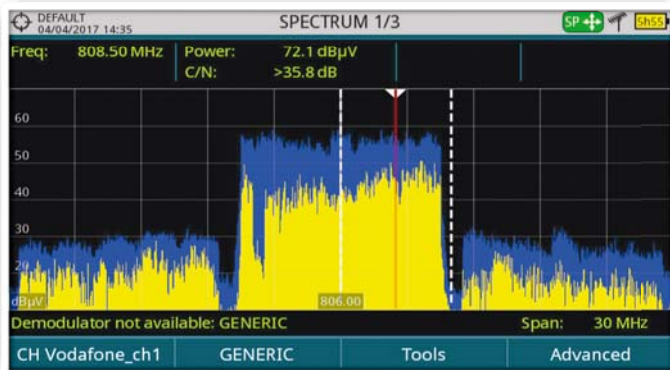 DEFAULT
04/04/2017 14:35
SPECTRUM 1/3
SP
5h55
Freq: 808.50 MHz Power: 72.1 dBµV
C/N: >35.8 dB
60
50
40
30
20
dBµV
806.00
Demodulator not available: GENERIC Span: 30 MHz
CH Vodafone_ch1 GENERIC Tools Advanced